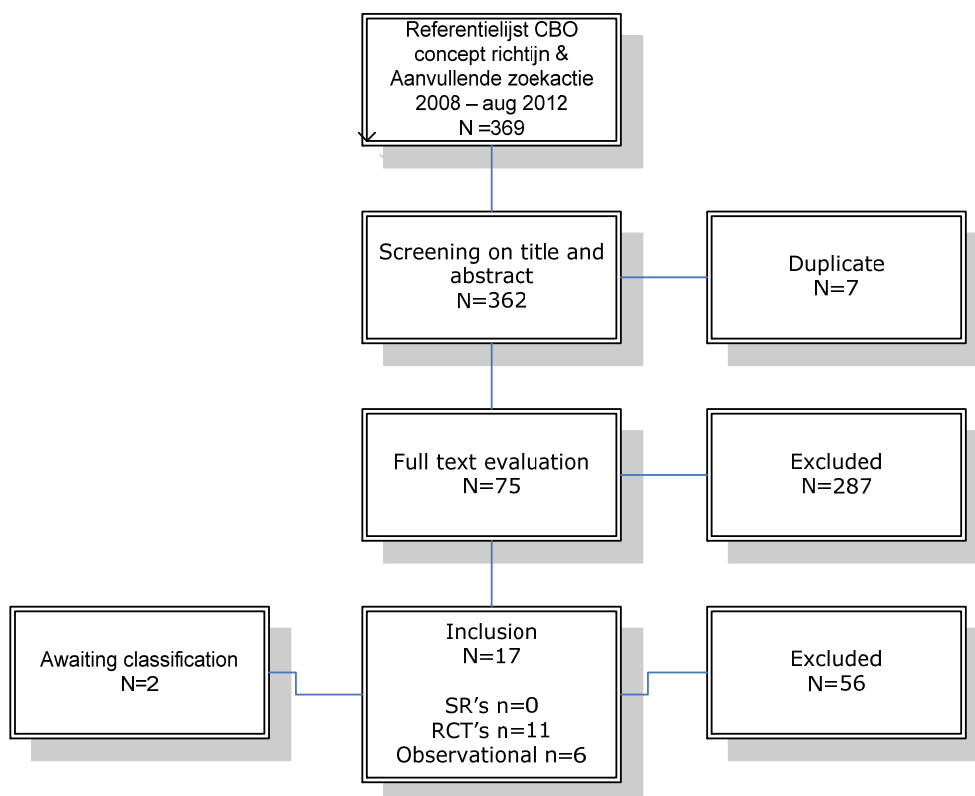 Referentielijst CBO
concept richtijn &
Aanvullende zoekactie
2008 – aug 2012
N =369
Screening on title and
abstract
N=362
Duplicate
N=7
Full text evaluation
N=75
Excluded
N=287
Awaiting classification
N=2
Inclusion
N=17
SR's n=0
RCT's n=11
Observational n=6
Excluded
N=56